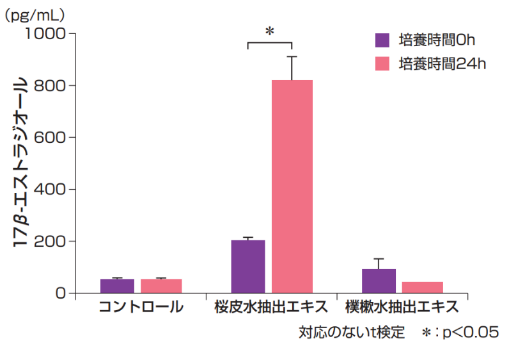 (pg/mL)
1000
800
600
400
200
0
17β-エストラジオール
*
培養時間0h
培養時間24h
コントロール
桜皮水抽出エキス
樸樕水抽出エキス
対応のないt検定 *：p<0.05